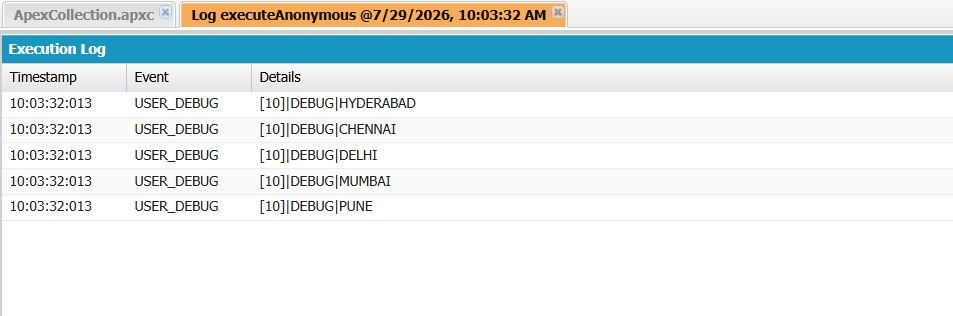 ApexCollection.apxc
Log executeAnonymous @7/29/2026, 10:03:32 AM
Execution Log
Timestamp Event Details
10:03:32:013 USER_DEBUG [10]|DEBUG|HYDERABAD
10:03:32:013 USER_DEBUG [10]|DEBUG|CHENNAI
10:03:32:013 USER_DEBUG [10]|DEBUG|DELHI
10:03:32:013 USER_DEBUG [10]|DEBUG|MUMBAI
10:03:32:013 USER_DEBUG [10]|DEBUG|PUNE